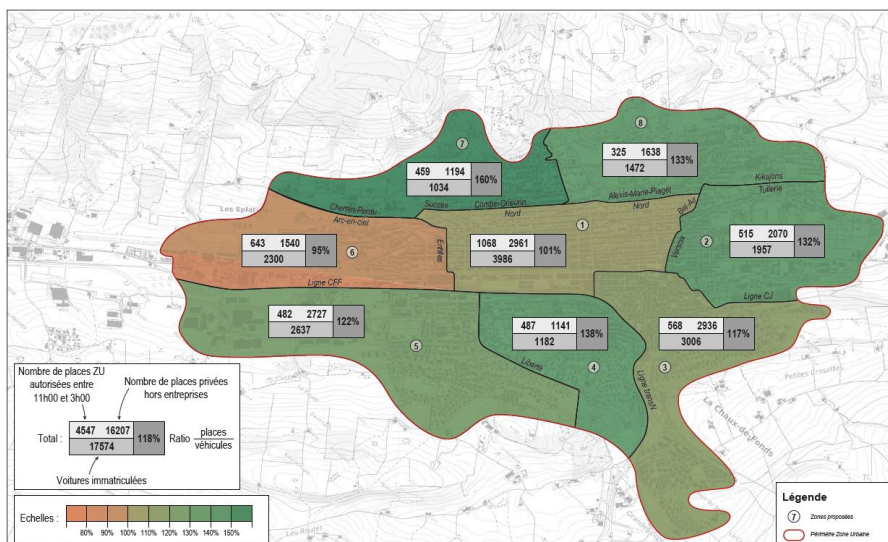 8
7
325 1638
1472
133%
459 1194
1034
160%
Kikajons
Tuilerie
Alexis-Marie-Piaget
Nord
Bel-Air
Chemin-Perdu
Succès
Combe-Grieurin
Nord
Les Eplatures
Arc-en-ciel
1
515 2070
1957
132%
2
Versoix
643 1540
2300
95%
6
Entilles
1068 2961
3986
101%
Ligne CFF
Ligne CJ
482 2727
2637
122%
5
487 1141
1182
138%
4
568 2936
3006
117%
3
Liberté
Ligne transN
Petites Crosettes
La Chaux-de-Fonds
Les Roulet
Nombre de places ZU
autorisées entre
11h00 et 3h00
Nombre de places privées
hors entreprises
Total :
4547 16207
17574
118%
Ratio places
véhicules
Voitures immatriculées
Echelles :
80% 90% 100% 110% 120% 130% 140% 150%
Légende
7 Zones proposées
Périmètre Zone Urbaine